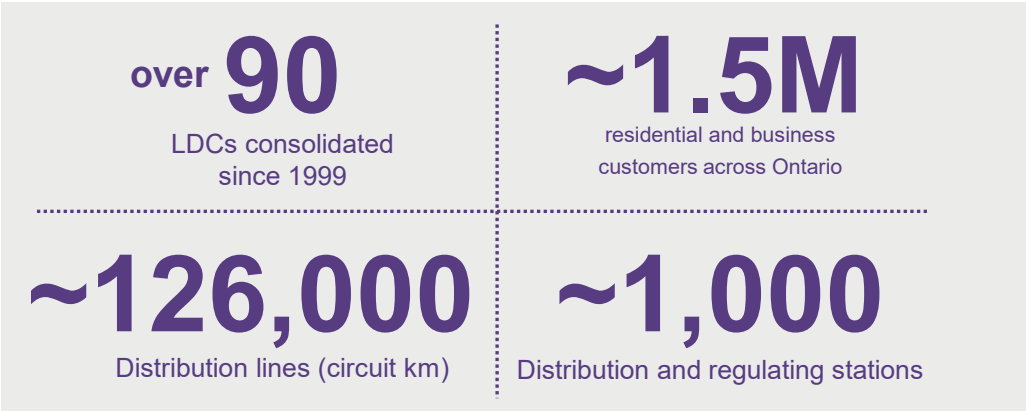 over 90
LDCs consolidated
since 1999
~1.5M
residential and business
customers across Ontario
~126,000
Distribution lines (circuit km)
~1,000
Distribution and regulating stations